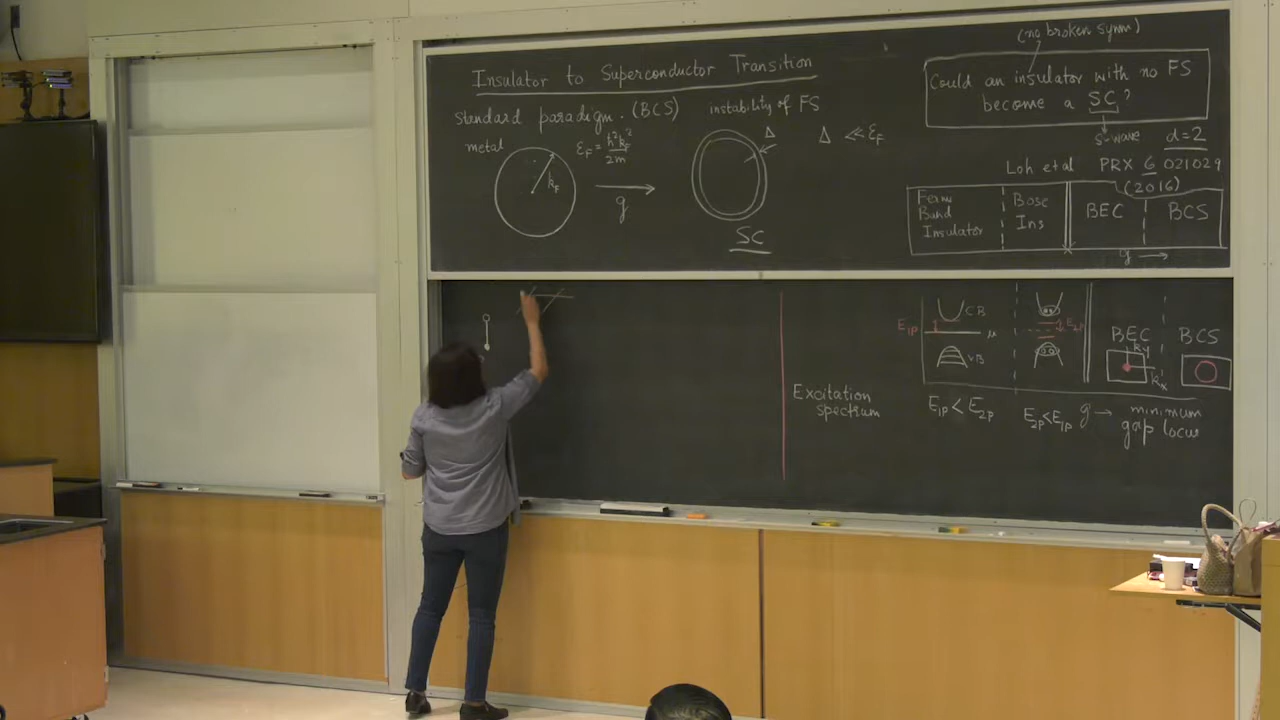 Insulator to Superconductor Transition
standard paradigm. (BCS) instability of FS
metal
ε_F = ħ²k_F²/2m
k_F
g
Δ
Δ ≪ ε_F
SC
(no broken symm)
Could an insulator with no FS
become a SC?
s-wave d=2
Loh et al PRX 6 021029
(2016)
Fermi
Band
Insulator
Bose
Ins
BEC
BCS
g →
E_1P
CB
μ
VB
E_2P
BEC
BCS
k_y
k_x
Excitation
spectrum
E_1P < E_2P
E_2P < E_1P
g → minimum
gap locus